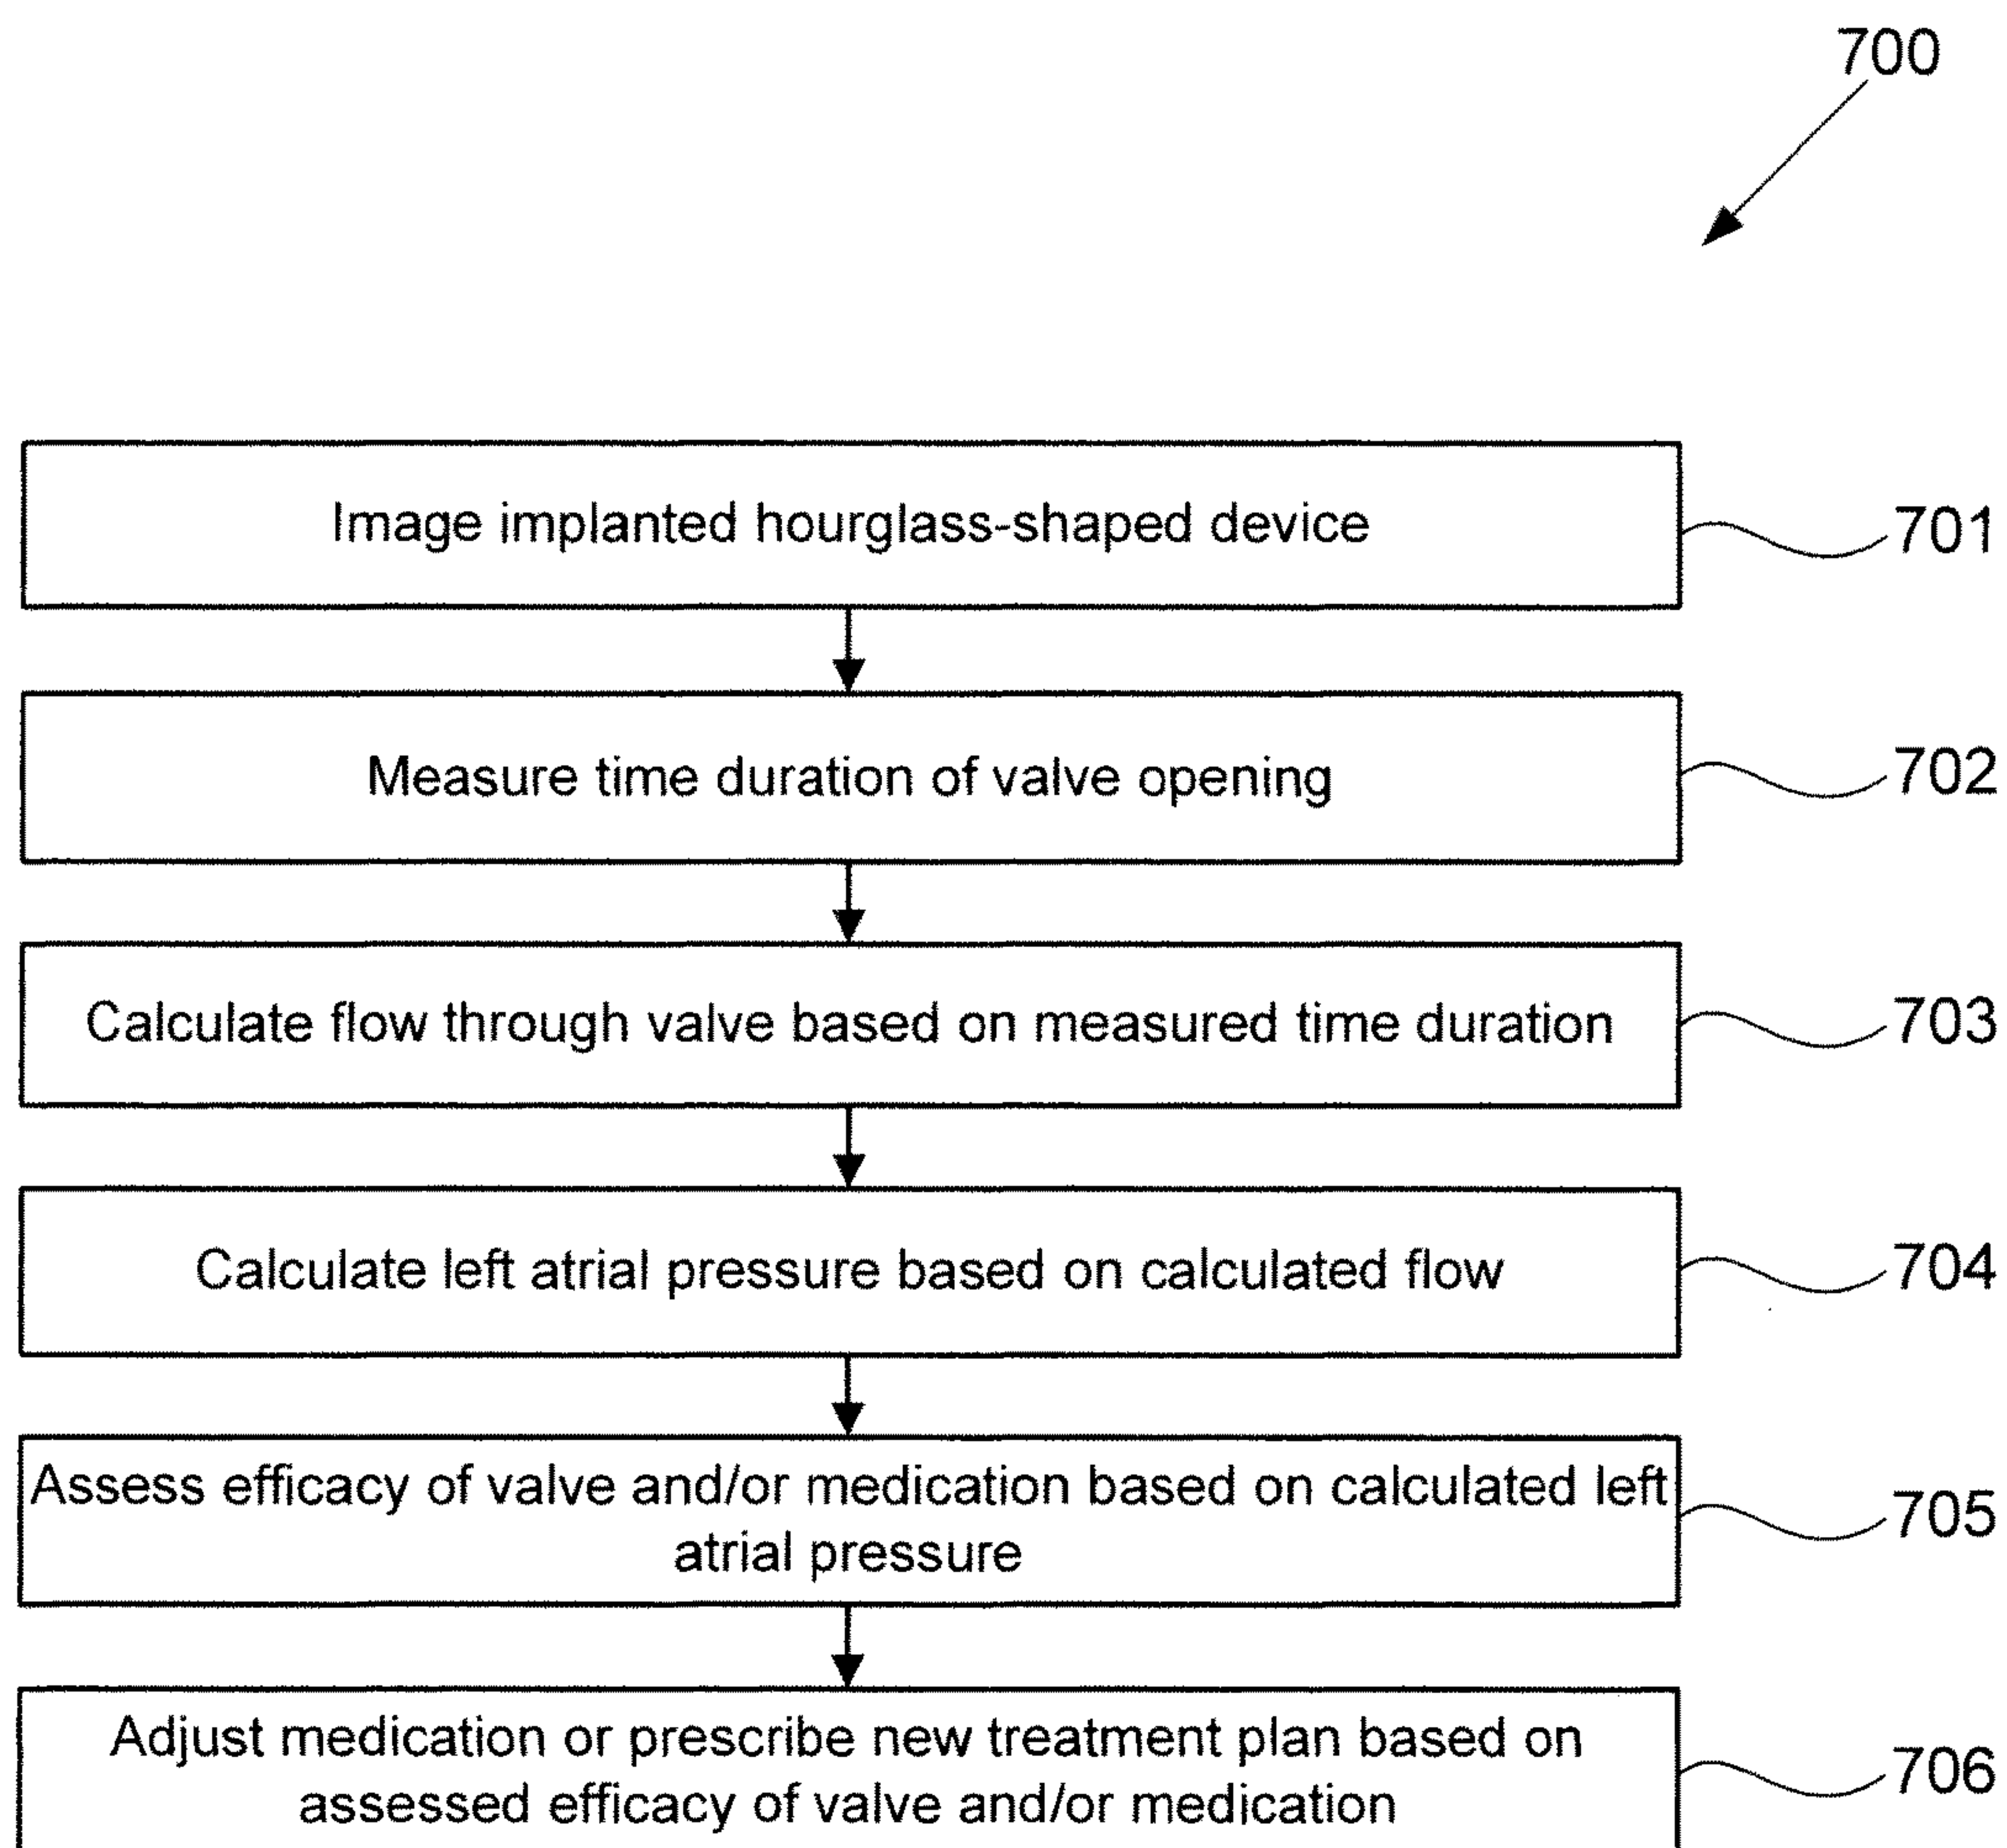 700
Image implanted hourglass-shaped device
701
Measure time duration of valve opening
702
Calculate flow through valve based on measured time duration
703
Calculate left atrial pressure based on calculated flow
704
Assess efficacy of valve and/or medication based on calculated left
atrial pressure
705
Adjust medication or prescribe new treatment plan based on
assessed efficacy of valve and/or medication
706